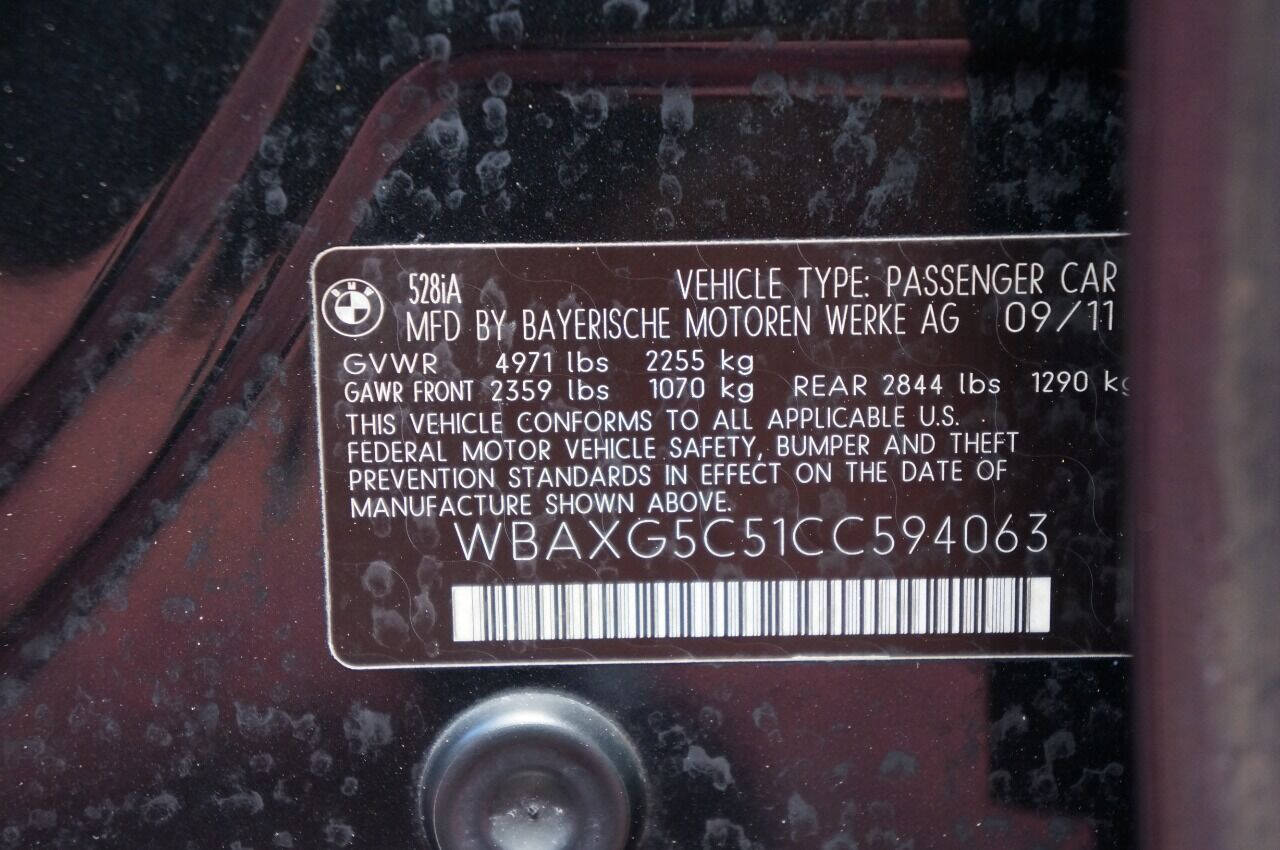 BMW
528iA
VEHICLE TYPE: PASSENGER CAR
MFD BY BAYERISCHE MOTOREN WERKE AG 09/11
GVWR 4971 lbs 2255 kg
GAWR FRONT 2359 lbs 1070 kg REAR 2844 lbs 1290 kg
THIS VEHICLE CONFORMS TO ALL APPLICABLE U.S.
FEDERAL MOTOR VEHICLE SAFETY, BUMPER AND THEFT
PREVENTION STANDARDS IN EFFECT ON THE DATE OF
MANUFACTURE SHOWN ABOVE.
WBAXG5C51CC594063